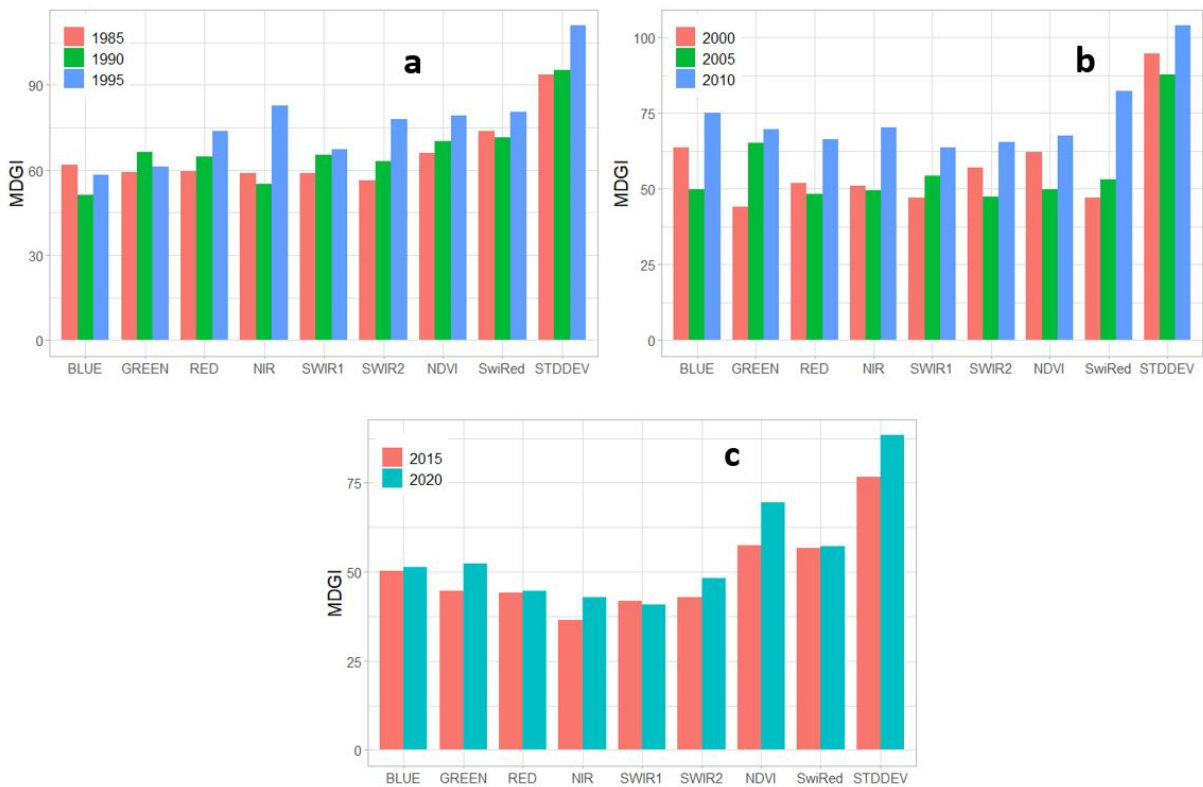 1985
1990
1995
a
MDGI
90
60
30
0
BLUE GREEN RED NIR SWIR1 SWIR2 NDVI SwiRed STDDEV
2000
2005
2010
b
MDGI
100
75
50
25
0
BLUE GREEN RED NIR SWIR1 SWIR2 NDVI SwiRed STDDEV
2015
2020
c
MDGI
75
50
25
0
BLUE GREEN RED NIR SWIR1 SWIR2 NDVI SwiRed STDDEV